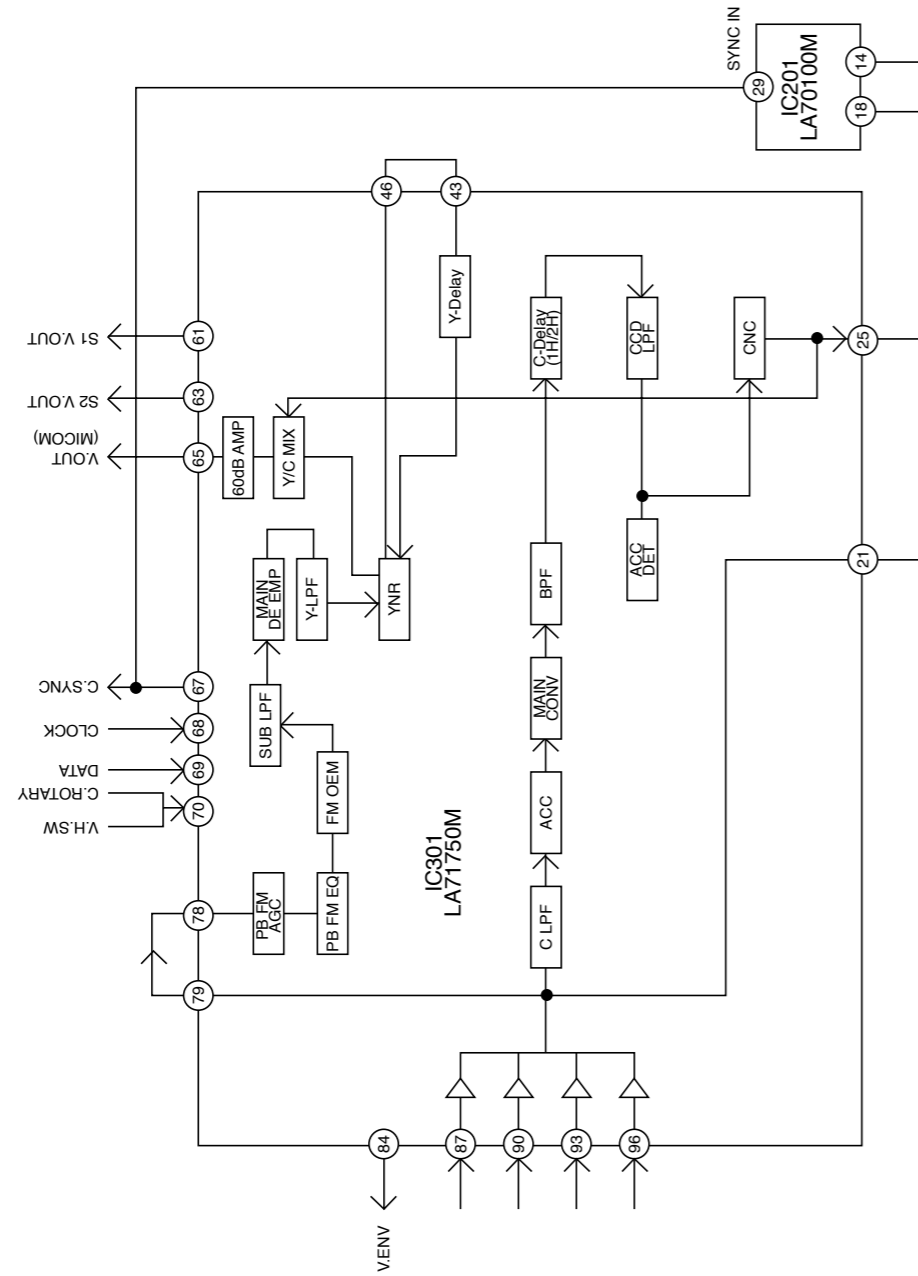 SYNC IN
29
IC201
LA70100M
18
14
S1 V.OUT
S2 V.OUT
V.OUT
(MICOM)
C.SYNC
CLOCK
DATA
C.ROTARY
V.H.SW
61
63
65
67
68
69
70
78
79
46
43
60dB AMP
Y/C MIX
Y-Delay
MAIN
DE EMP
Y-LPF
YNR
SUB LPF
FM OEM
PB FM EQ
PB FM
AGC
IC301
LA71750M
C LPF
ACC
MAIN
CONV
BPF
C-Delay
(1H/2H)
CCD
LPF
ACC
DET
CNC
25
21
84
87
90
93
96
V.ENV